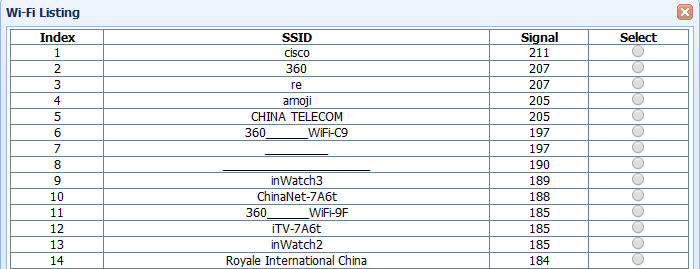 Wi-Fi Listing
Index SSID Signal Select
1 cisco 211
2 360 207
3 re 207
4 amoji 205
5 CHINA TELECOM 205
6 360______WiFi-C9 197
7 _________ 197
8 _____________________ 190
9 inWatch3 189
10 ChinaNet-7A6t 188
11 360______WiFi-9F 185
12 iTV-7A6t 185
13 inWatch2 185
14 Royale International China 184